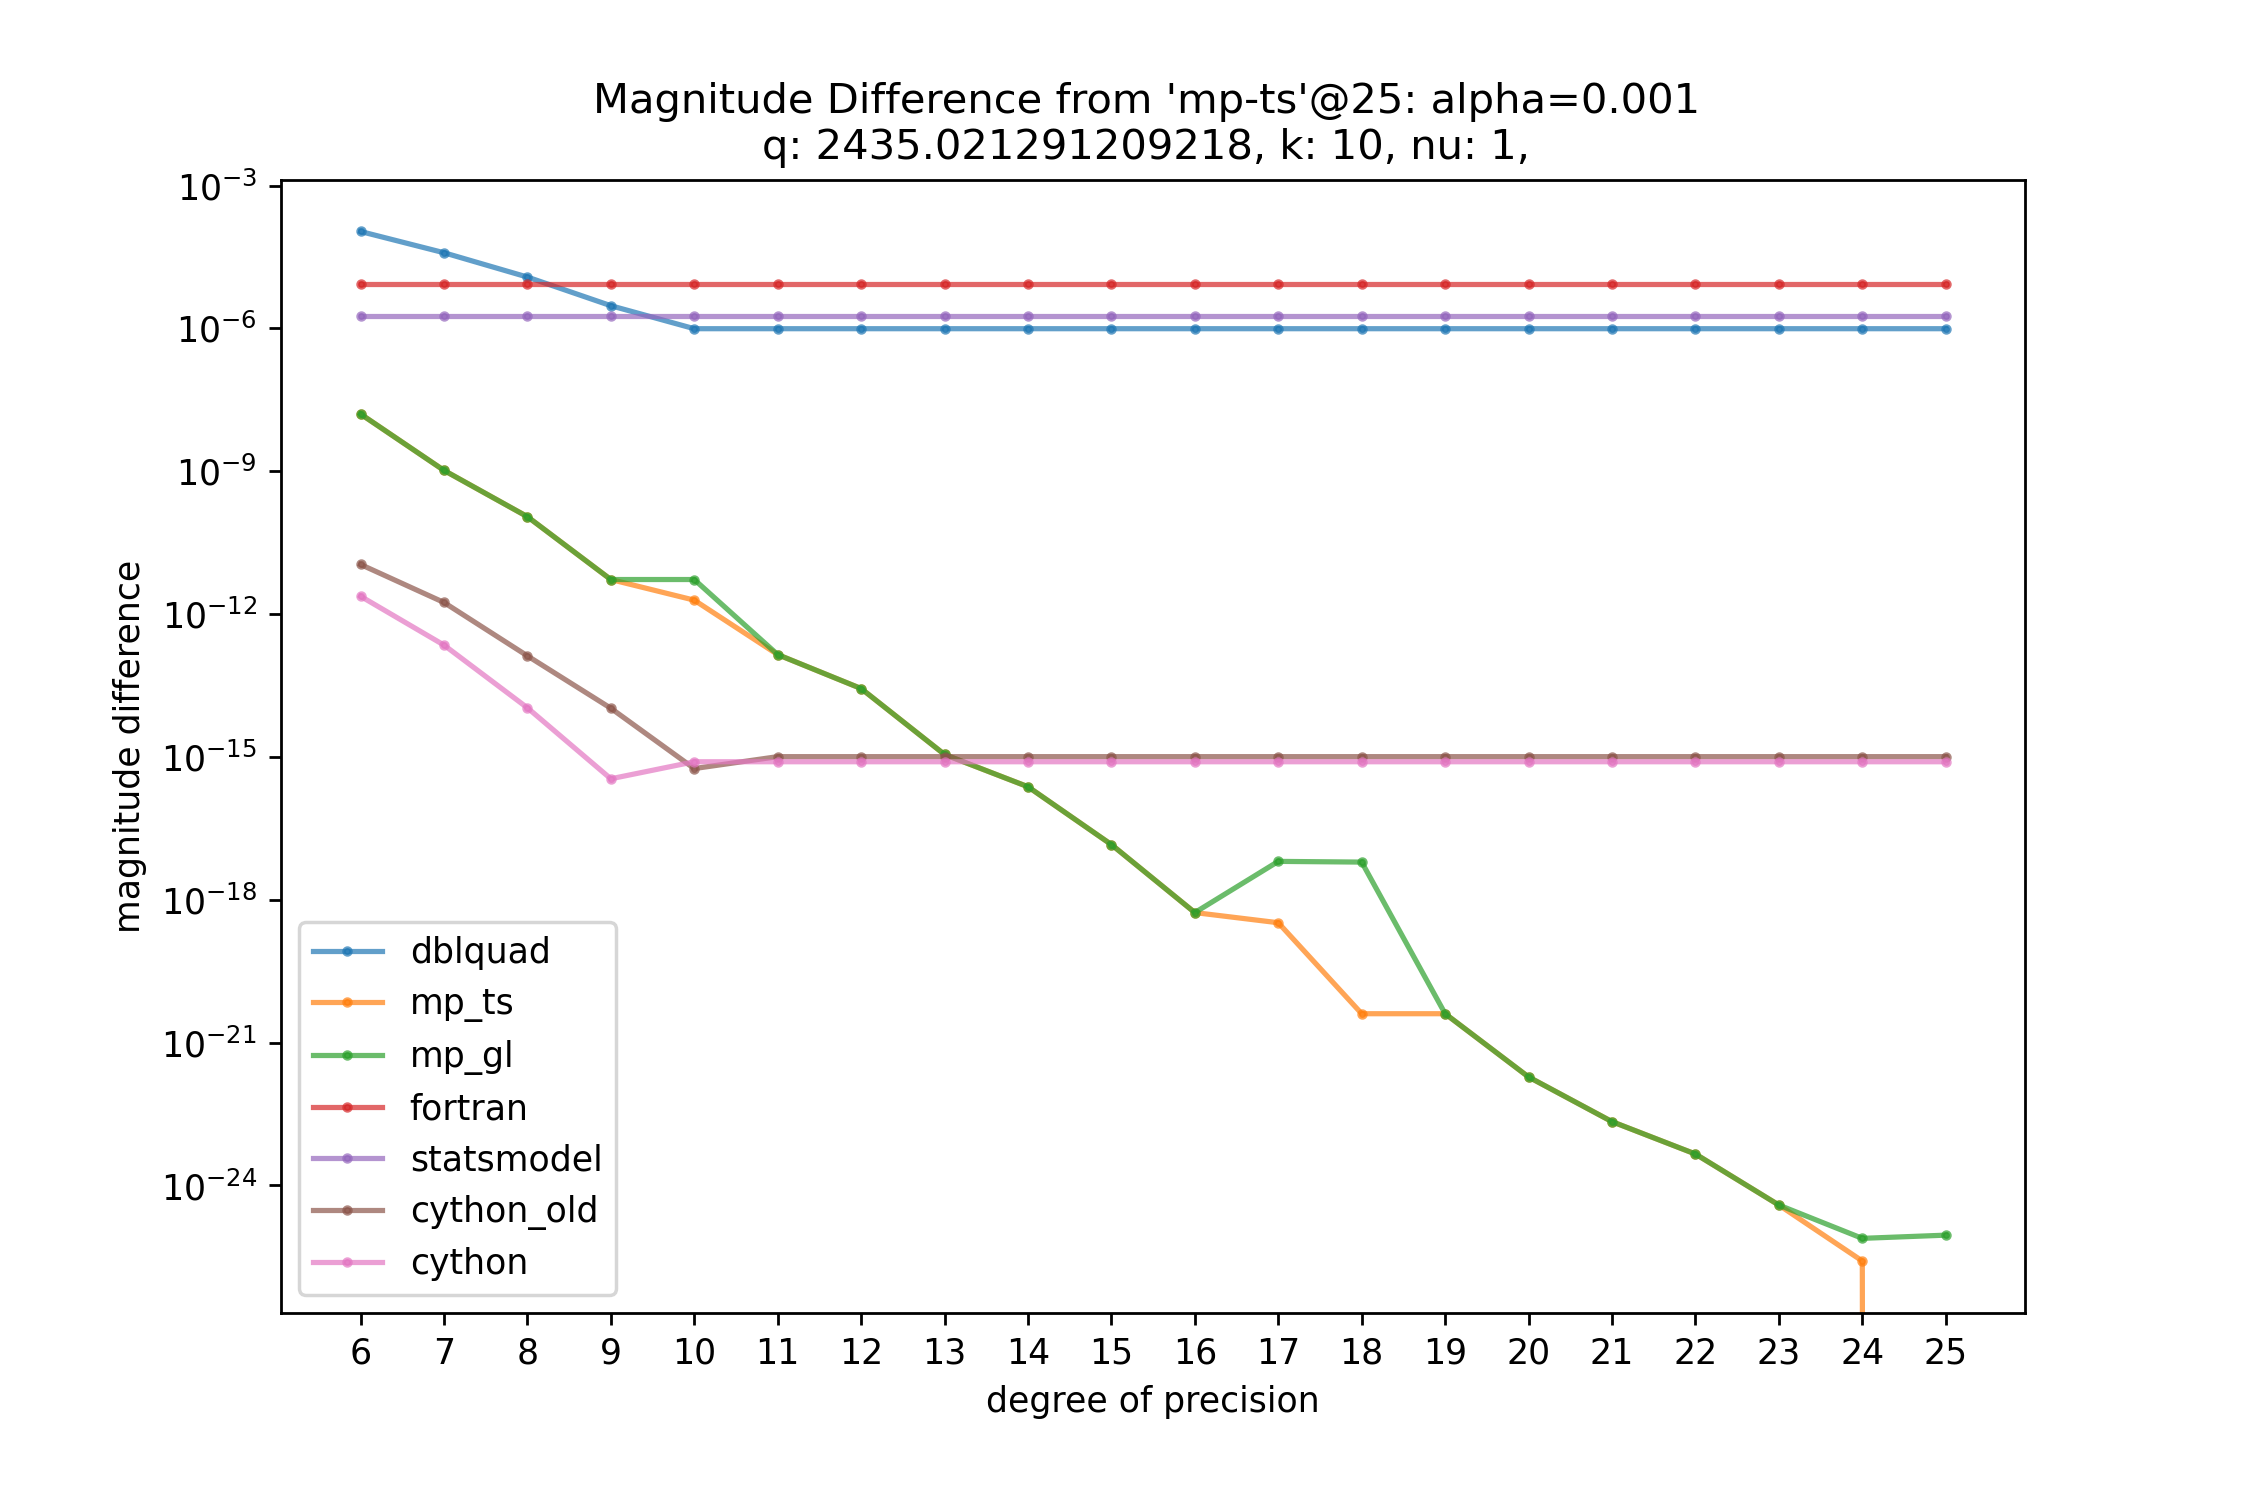 Magnitude Difference from 'mp-ts'@25: alpha=0.001
q: 2435.021291209218, k: 10, nu: 1,
10⁻³
10⁻⁶
10⁻⁹
10⁻¹²
10⁻¹⁵
10⁻¹⁸
10⁻²¹
10⁻²⁴
magnitude difference
dblquad
mp_ts
mp_gl
fortran
statsmodel
cython_old
cython
6 7 8 9 10 11 12 13 14 15 16 17 18 19 20 21 22 23 24 25
degree of precision